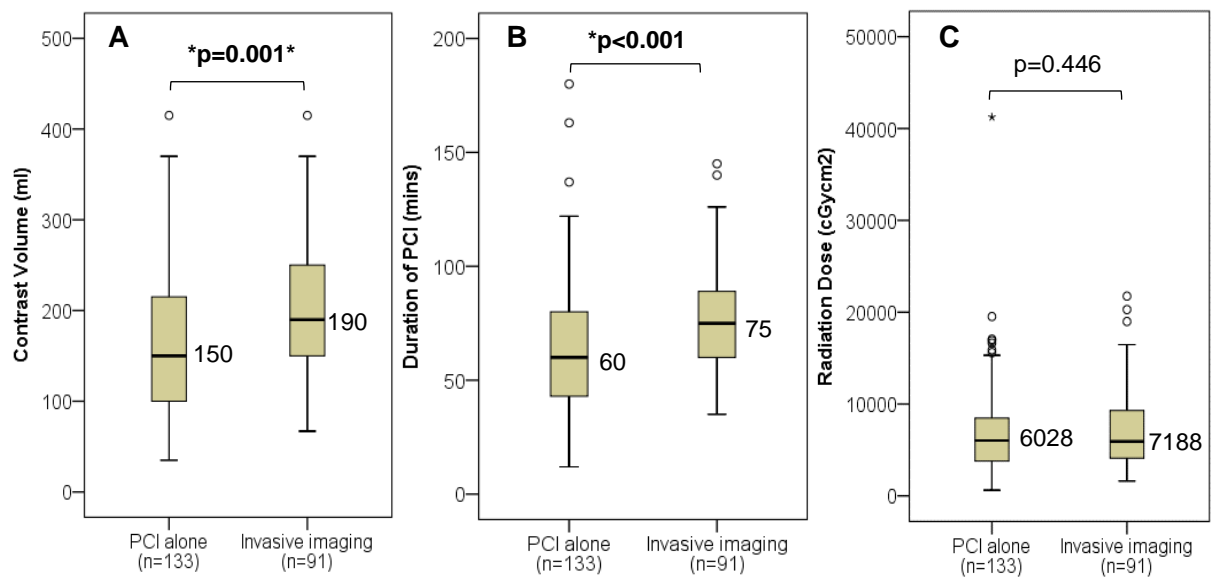 A
*p=0.001*
Contrast Volume (ml)
500
400
300
200
100
0
150
190
PCI alone
(n=133)
Invasive imaging
(n=91)
B
*p<0.001
Duration of PCI (mins)
200
150
100
50
0
60
75
PCI alone
(n=133)
Invasive imaging
(n=91)
C
p=0.446
Radiation Dose (cGycm2)
50000
40000
30000
20000
10000
0
6028
7188
PCI alone
(n=133)
Invasive imaging
(n=91)